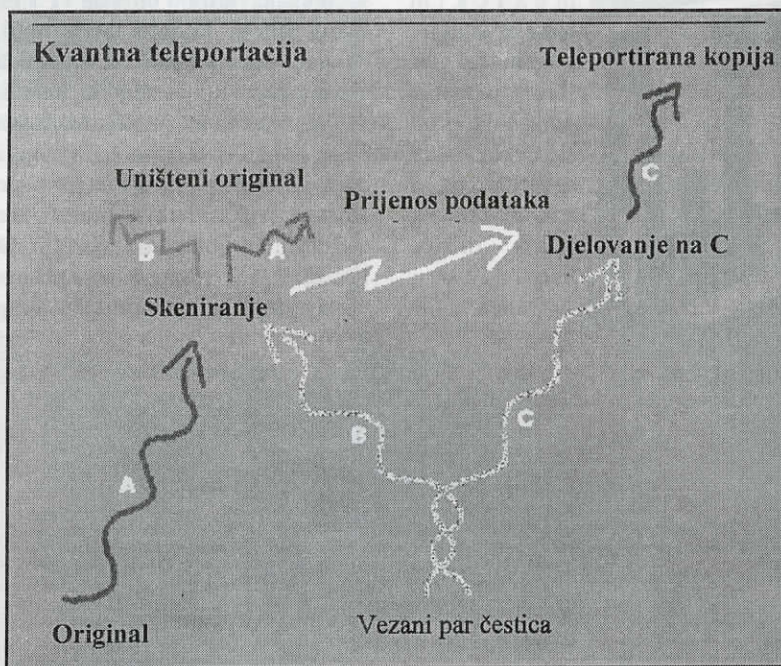 Kvantna teleportacija
Teleportirana kopija
C
Uništeni original
Prijenos podataka
B
A
Djelovanje na C
Skeniranje
B
C
A
Original
Vezani par čestica